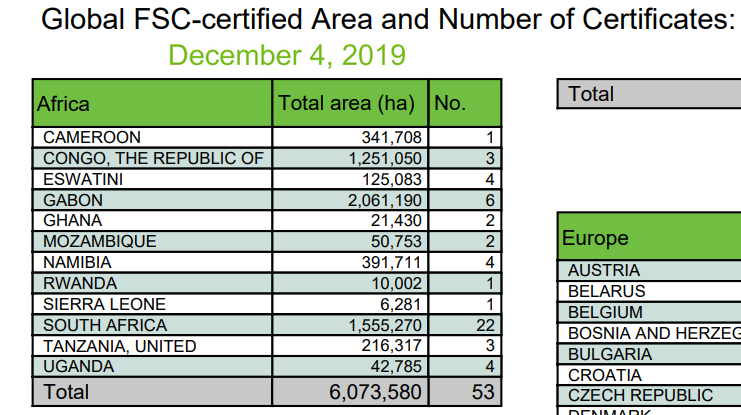 Global FSC-certified Area and Number of Certificates:
December 4, 2019
Africa Total area (ha) No.
CAMEROON 341,708 1
CONGO, THE REPUBLIC OF 1,251,050 3
ESWATINI 125,083 4
GABON 2,061,190 6
GHANA 21,430 2
MOZAMBIQUE 50,753 2
NAMIBIA 391,711 4
RWANDA 10,002 1
SIERRA LEONE 6,281 1
SOUTH AFRICA 1,555,270 22
TANZANIA, UNITED 216,317 3
UGANDA 42,785 4
Total 6,073,580 53
Total
Europe
AUSTRIA
BELARUS
BELGIUM
BOSNIA AND HERZEG
BULGARIA
CROATIA
CZECH REPUBLIC
DENMARK